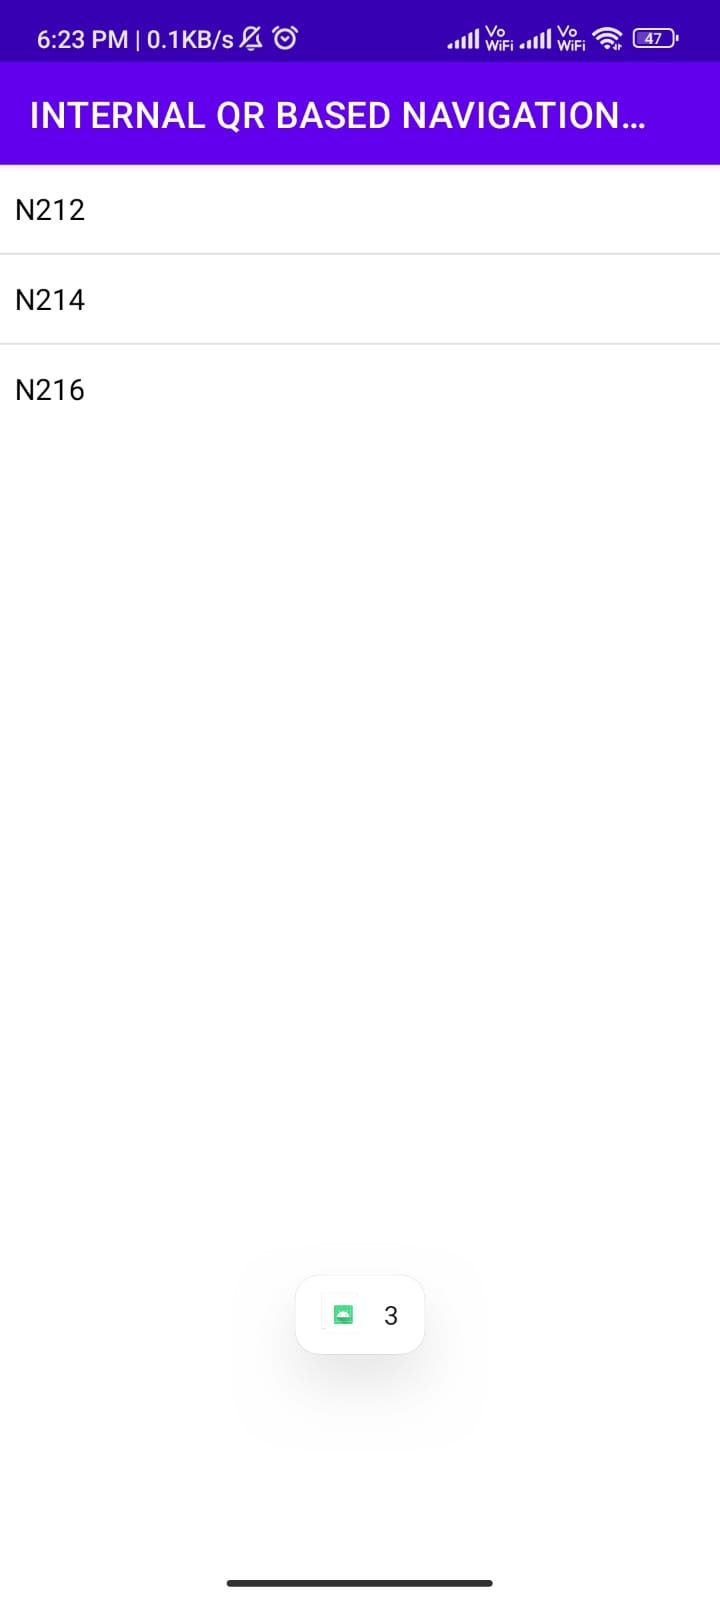 6:23 PM | 0.1KB/s Vo WiFi Vo WiFi 47
INTERNAL QR BASED NAVIGATION...
N212
N214
N216
3